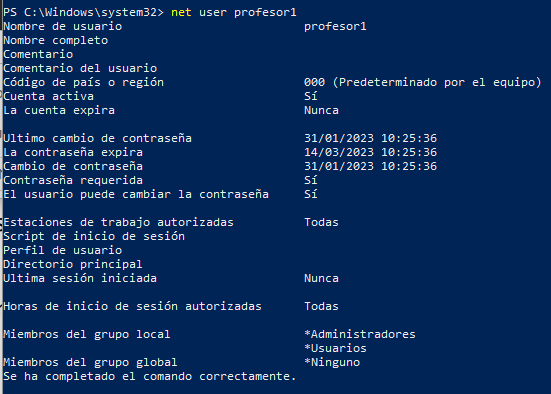 PS C:\Windows\system32> net user profesor1
Nombre de usuario profesor1
Nombre completo
Comentario
Comentario del usuario
Código de país o región 000 (Predeterminado por el equipo)
Cuenta activa Sí
La cuenta expira Nunca
Ultimo cambio de contraseña 31/01/2023 10:25:36
La contraseña expira 14/03/2023 10:25:36
Cambio de contraseña 31/01/2023 10:25:36
Contraseña requerida Sí
El usuario puede cambiar la contraseña Sí
Estaciones de trabajo autorizadas Todas
Script de inicio de sesión
Perfil de usuario
Directorio principal
Ultima sesión iniciada Nunca
Horas de inicio de sesión autorizadas Todas
Miembros del grupo local *Administradores
*Usuarios
Miembros del grupo global *Ninguno
Se ha completado el comando correctamente.